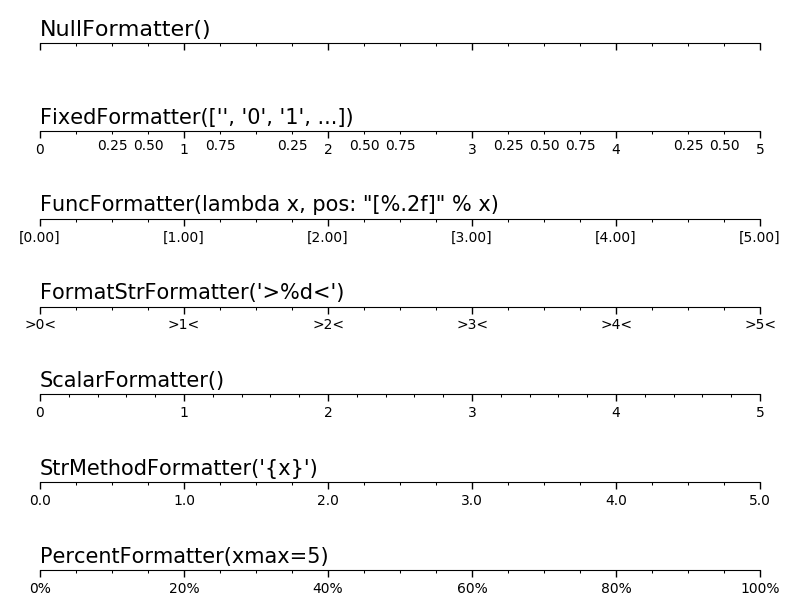 NullFormatter()
FixedFormatter(['', '0', '1', ...])
0 0.25 0.50 1 0.75 0.25 2 0.50 0.75 3 0.25 0.50 0.75 4 0.25 0.50 5
FuncFormatter(lambda x, pos: "[%.2f]" % x)
[0.00] [1.00] [2.00] [3.00] [4.00] [5.00]
FormatStrFormatter('>%d<')
>0< >1< >2< >3< >4< >5<
ScalarFormatter()
0 1 2 3 4 5
StrMethodFormatter('{x}')
0.0 1.0 2.0 3.0 4.0 5.0
PercentFormatter(xmax=5)
0% 20% 40% 60% 80% 100%